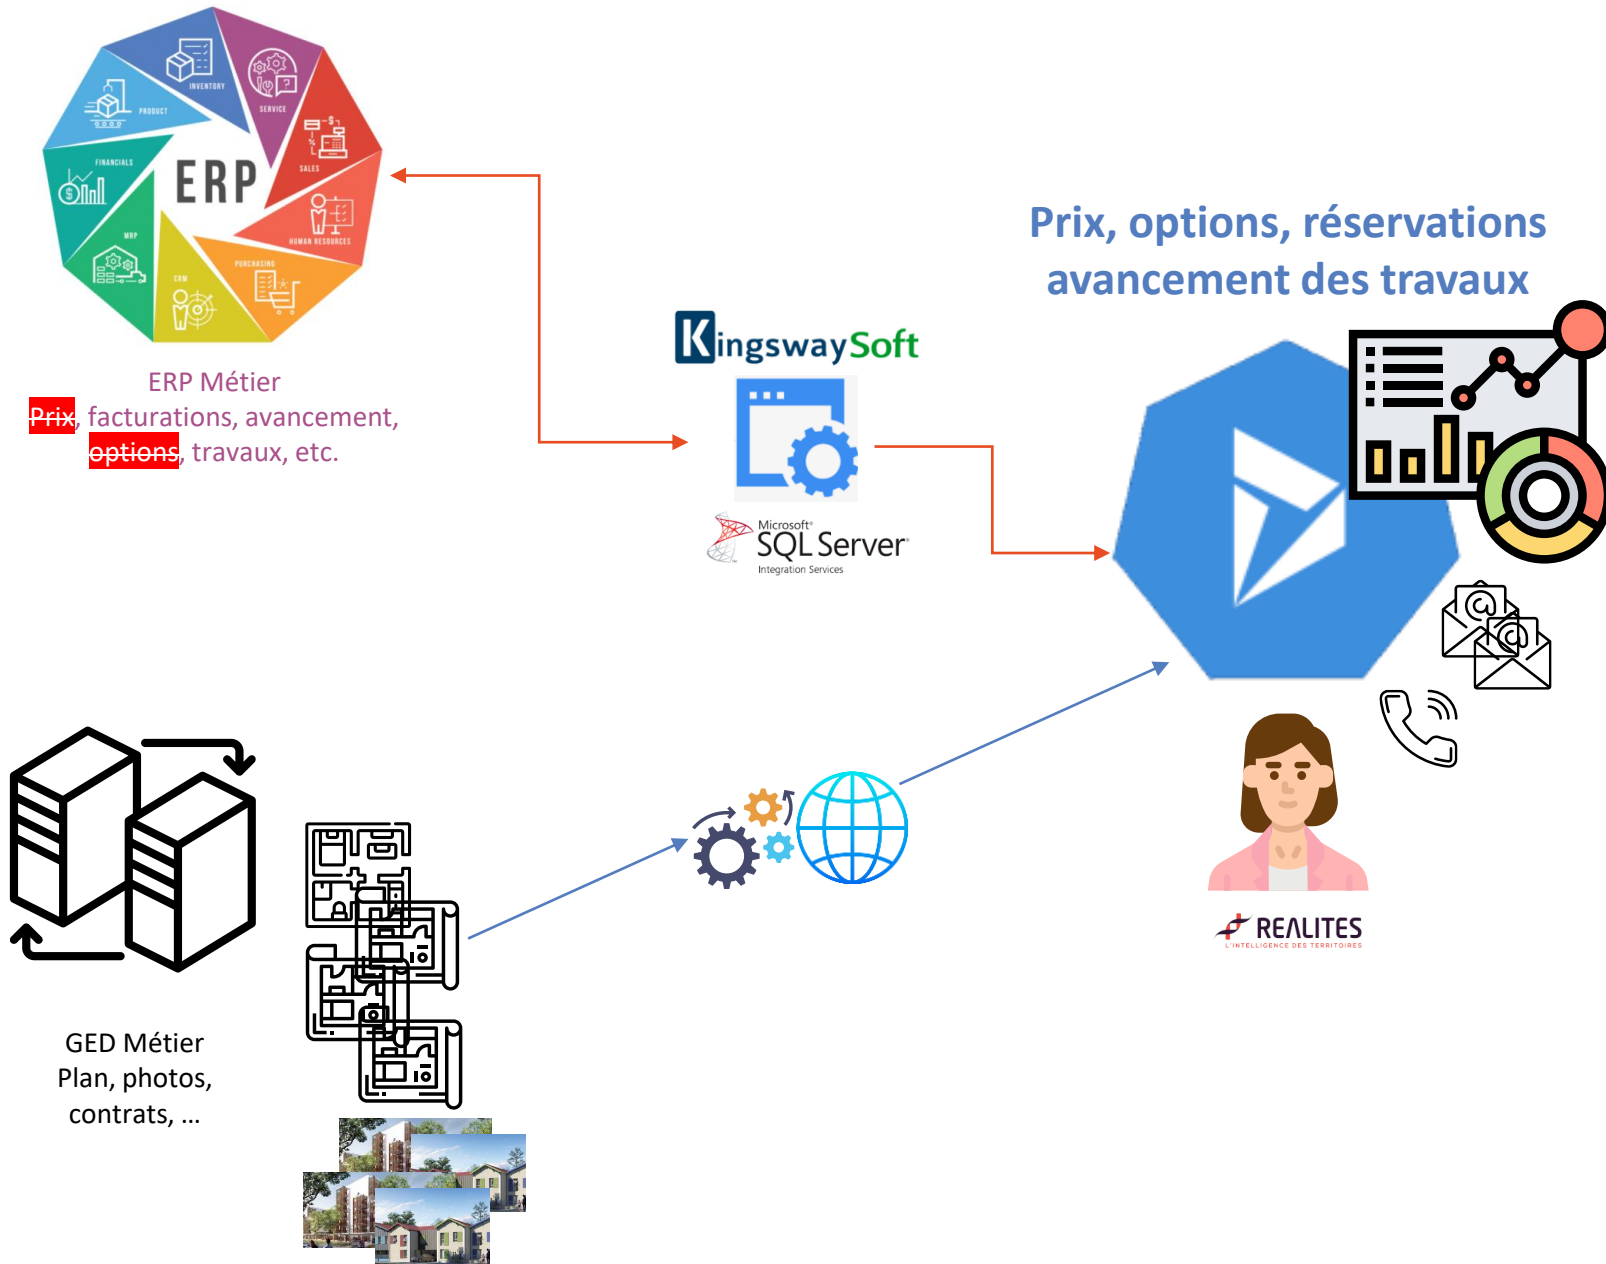 INVENTORY
SERVICE
PRODUCT
SALES
FINANCIALS
ERP
HUMAN RESOURCES
MRP
PURCHASING
CRM
ERP Métier
Prix, facturations, avancement,
options, travaux, etc.
KingswaySoft
Microsoft®
SQL Server®
Integration Services
Prix, options, réservations
avancement des travaux
REALITES
L'INTELLIGENCE DES TERRITOIRES
GED Métier
Plan, photos,
contrats, ...